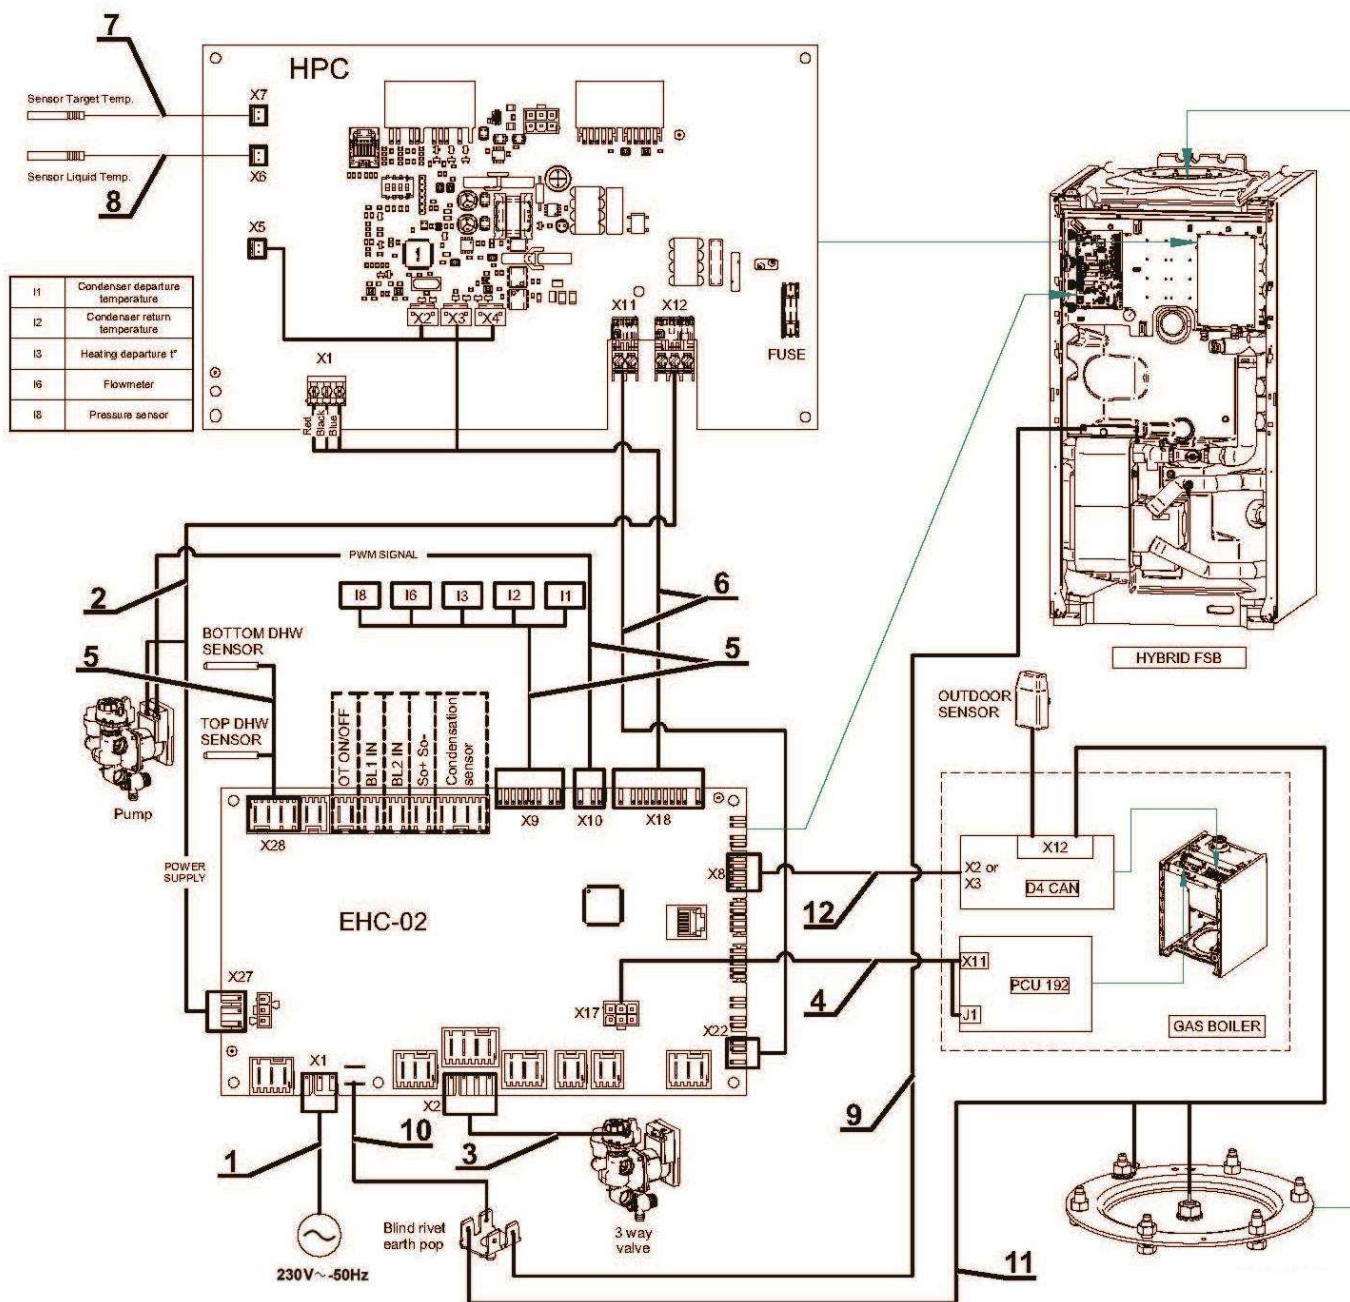 7
HPC
Sensor Target Temp.
X7
X6
Sensor Liquid Temp.
8
X5
I1 Condenser departure temperature
I2 Condenser return temperature
I3 Heating departure t°
I6 Flowmeter
I8 Pressure sensor
X2 X3 X4
X11 X12
FUSE
X1
Red
Black
Blue
HYBRID FSB
PWM SIGNAL
2
6
I8 I6 I3 I2 I1
BOTTOM DHW
SENSOR
5
5
TOP DHW
SENSOR
OUTDOOR
SENSOR
OT ON/OFF
BL1 IN
BL2 IN
So+ So-
Condensation
sensor
Pump
X28
X9
X10
X18
POWER
SUPPLY
X8
12
X12
X2 or
X3
D4 CAN
EHC-02
X27
X17
4
X11
PCU 192
J1
X22
GAS BOILER
X1
X2
1
10
3
9
Blind rivet
earth pop
3 way
valve
230V~-50Hz
11